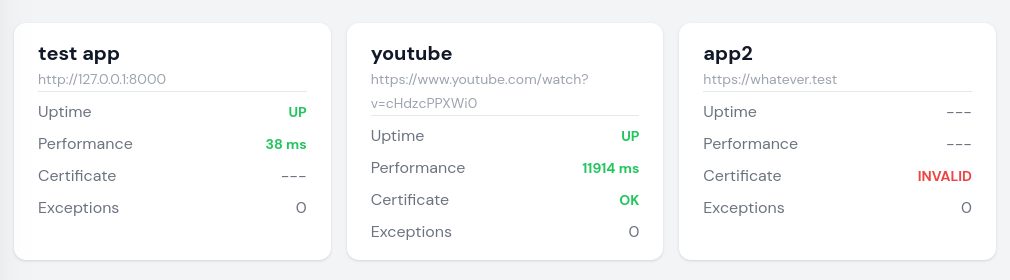 test app
http://127.0.0.1:8000
Uptime UP
Performance 38 ms
Certificate ---
Exceptions 0
youtube
https://www.youtube.com/watch?
v=cHdzcPPXWi0
Uptime UP
Performance 11914 ms
Certificate OK
Exceptions 0
app2
https://whatever.test
Uptime ---
Performance ---
Certificate INVALID
Exceptions 0